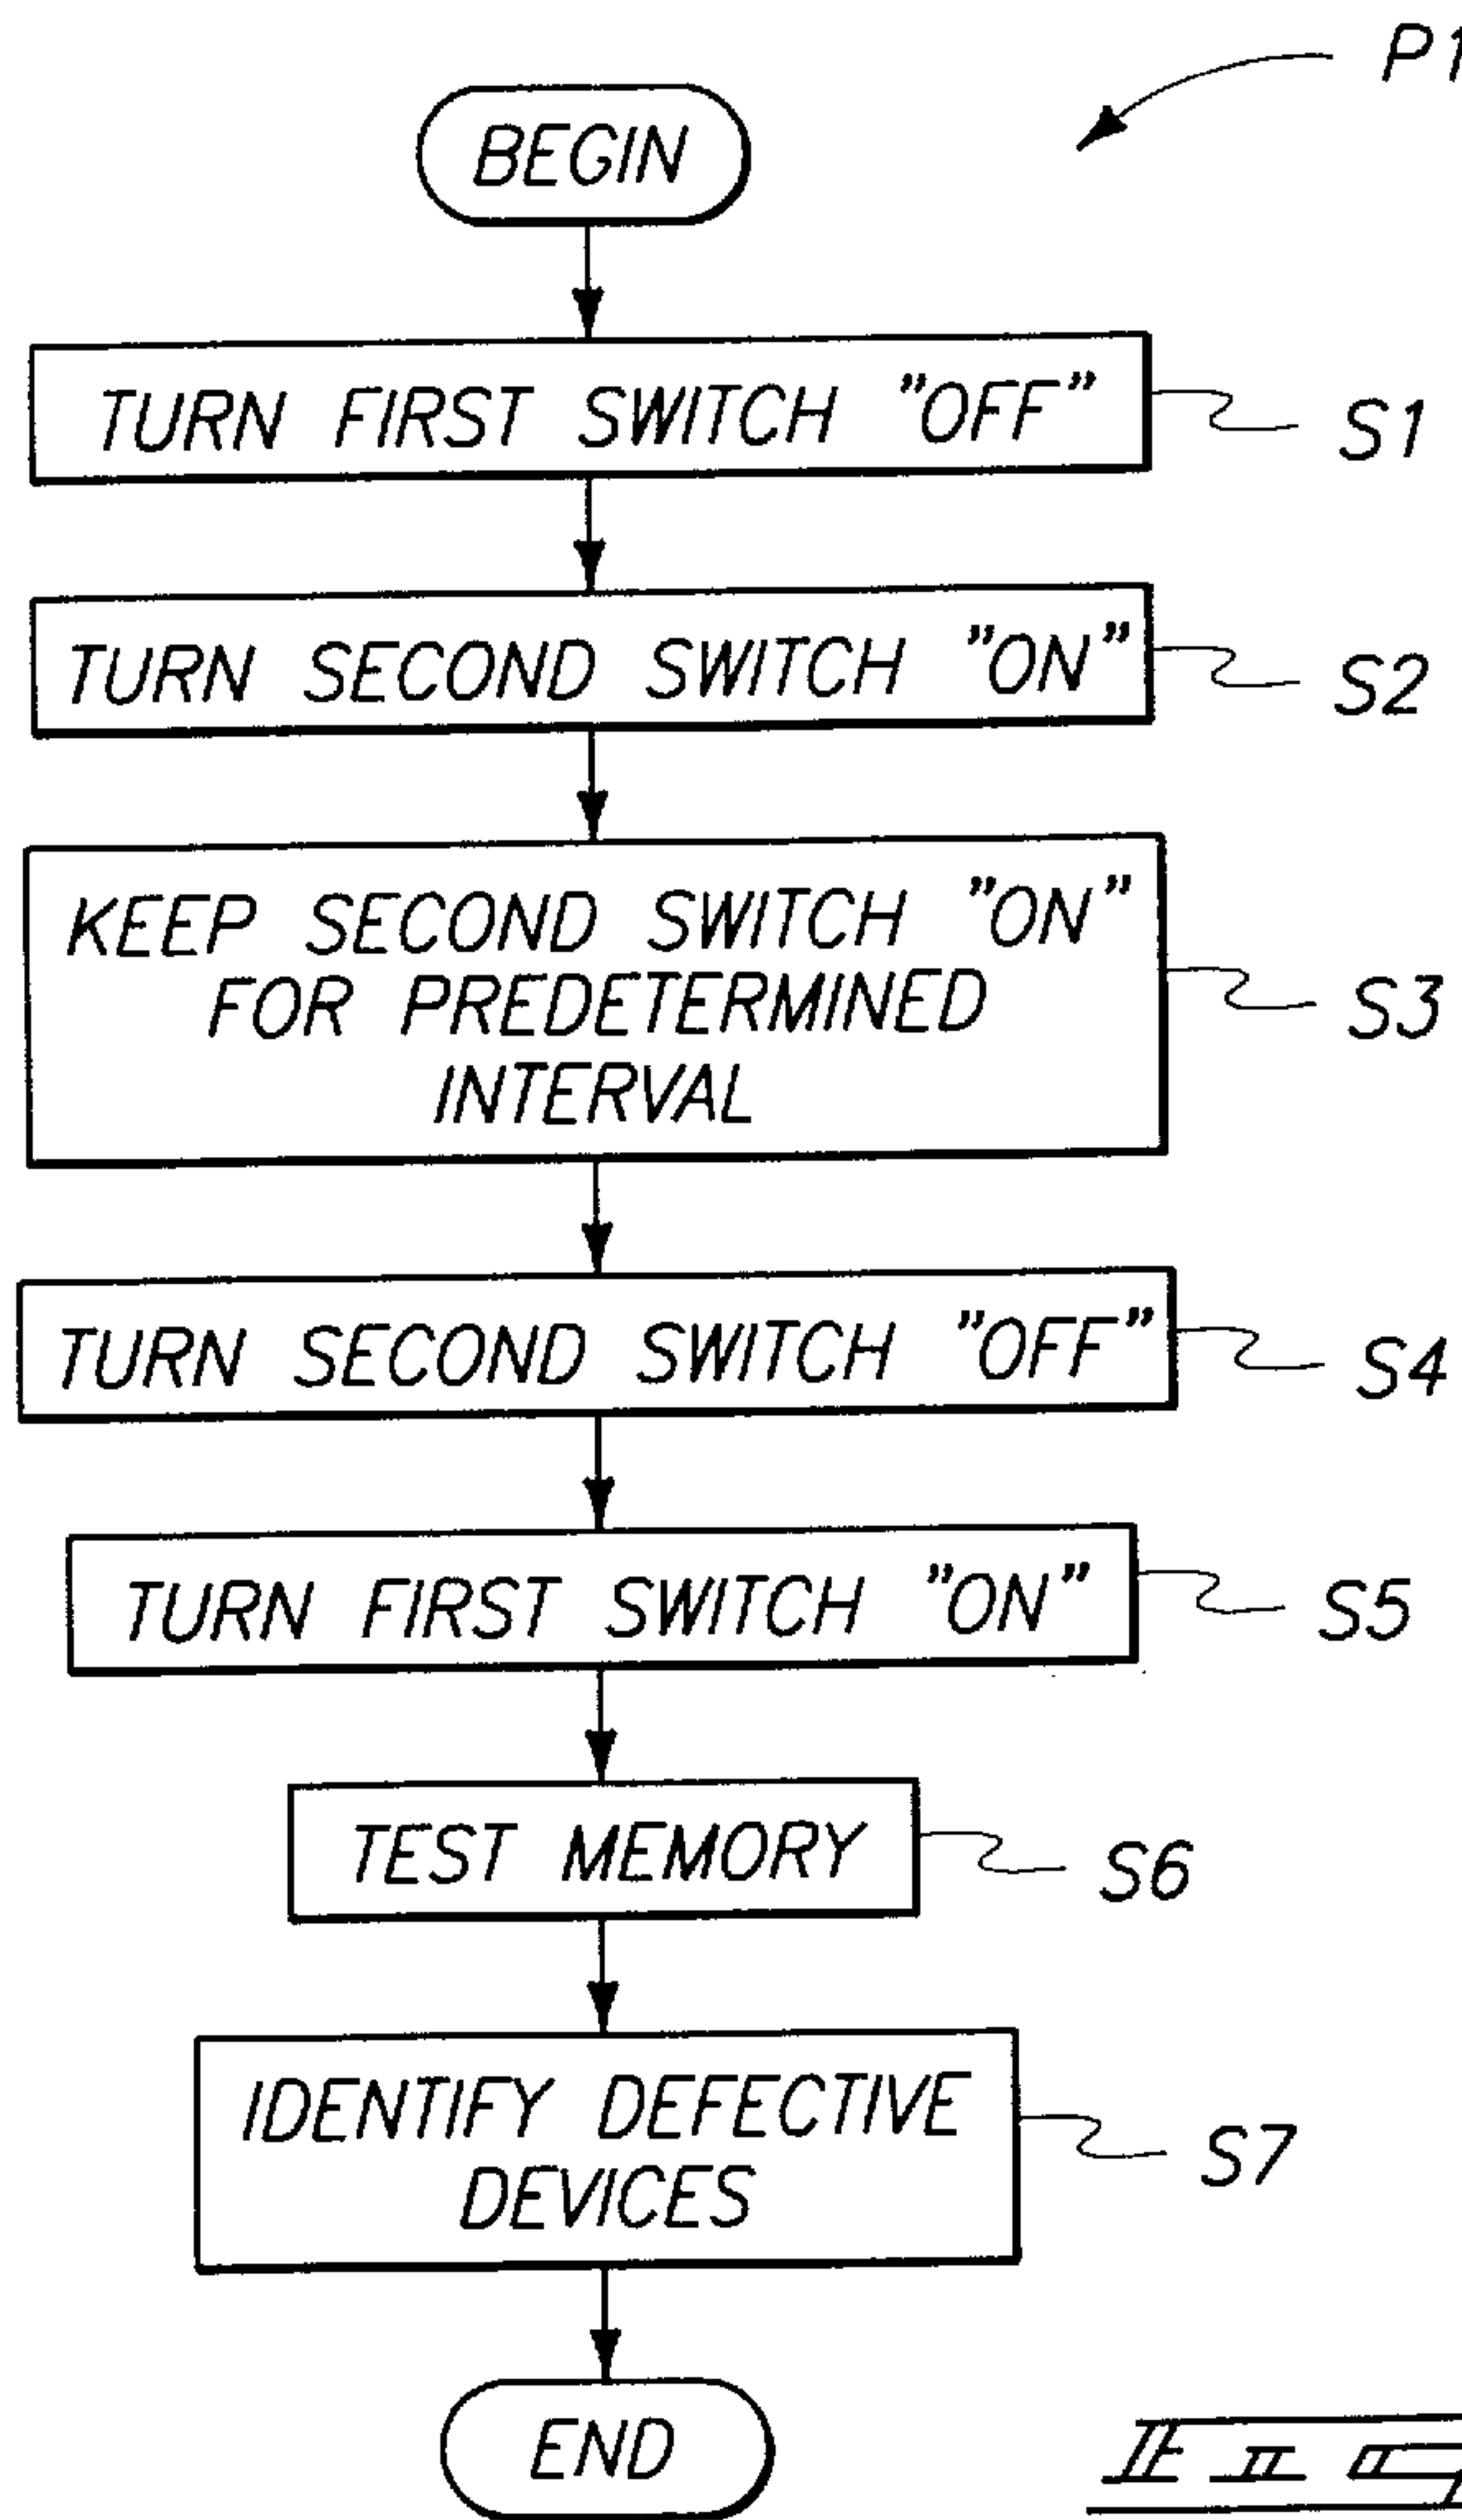 P1
BEGIN
TURN FIRST SWITCH "OFF"
S1
TURN SECOND SWITCH "ON"
S2
KEEP SECOND SWITCH "ON"
FOR PREDETERMINED
INTERVAL
S3
TURN SECOND SWITCH "OFF"
S4
TURN FIRST SWITCH "ON"
S5
TEST MEMORY
S6
IDENTIFY DEFECTIVE
DEVICES
S7
END